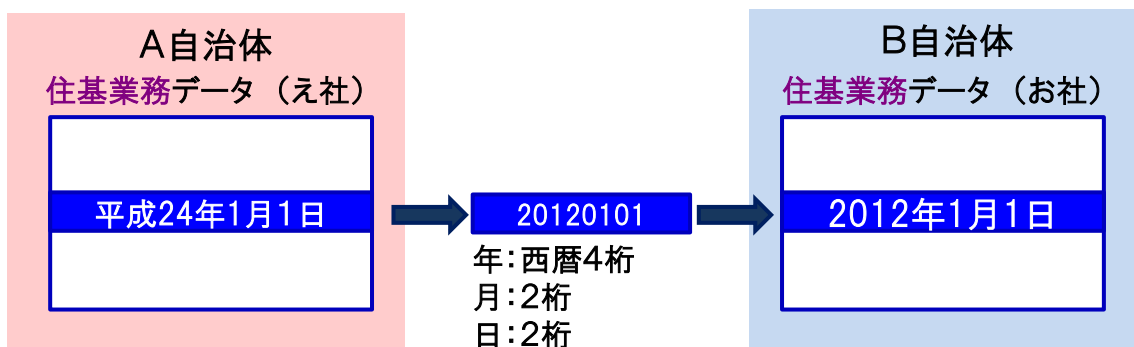 A自治体
住基業務データ（え社）
平成24年1月1日
20120101
年：西暦4桁
月：2桁
日：2桁
B自治体
住基業務データ（お社）
2012年1月1日